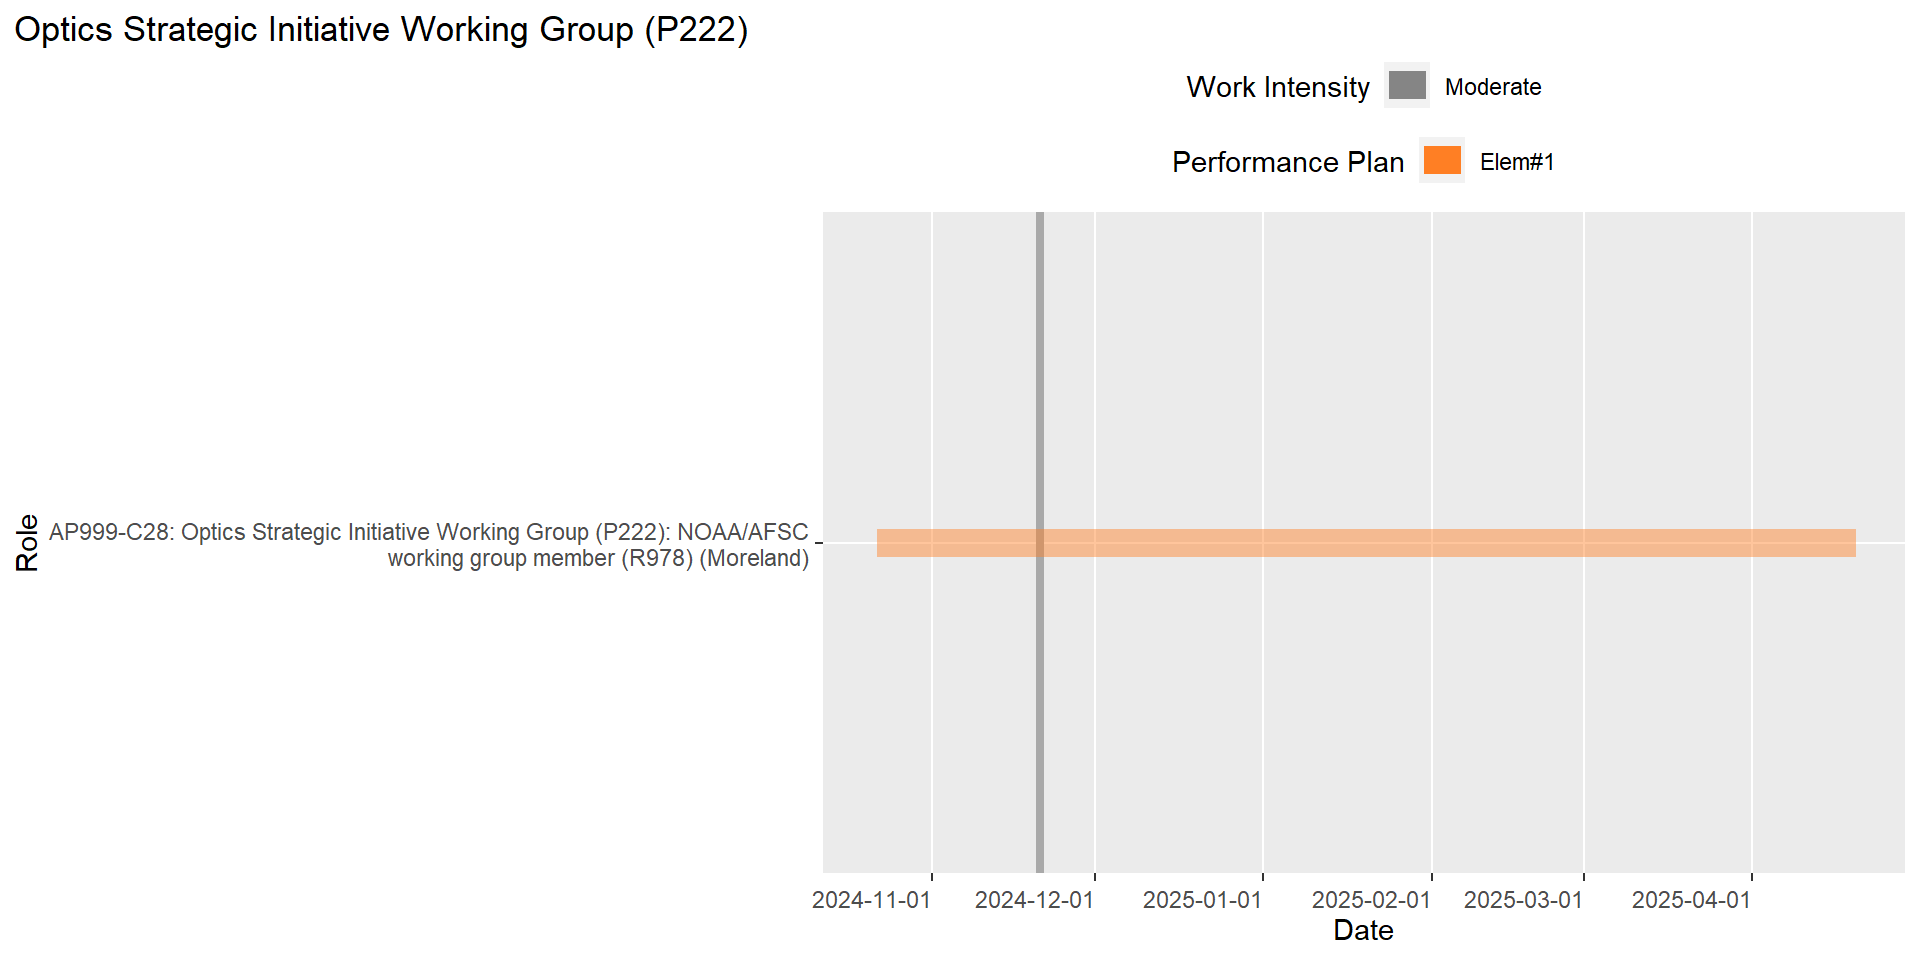 Optics Strategic Initiative Working Group (P222)
Work Intensity Moderate
Performance Plan Elem#1
Role
AP999-C28: Optics Strategic Initiative Working Group (P222): NOAA/AFSC
working group member (R978) (Moreland)
2024-11-01 2024-12-01 2025-01-01 2025-02-01 2025-03-01 2025-04-01
Date